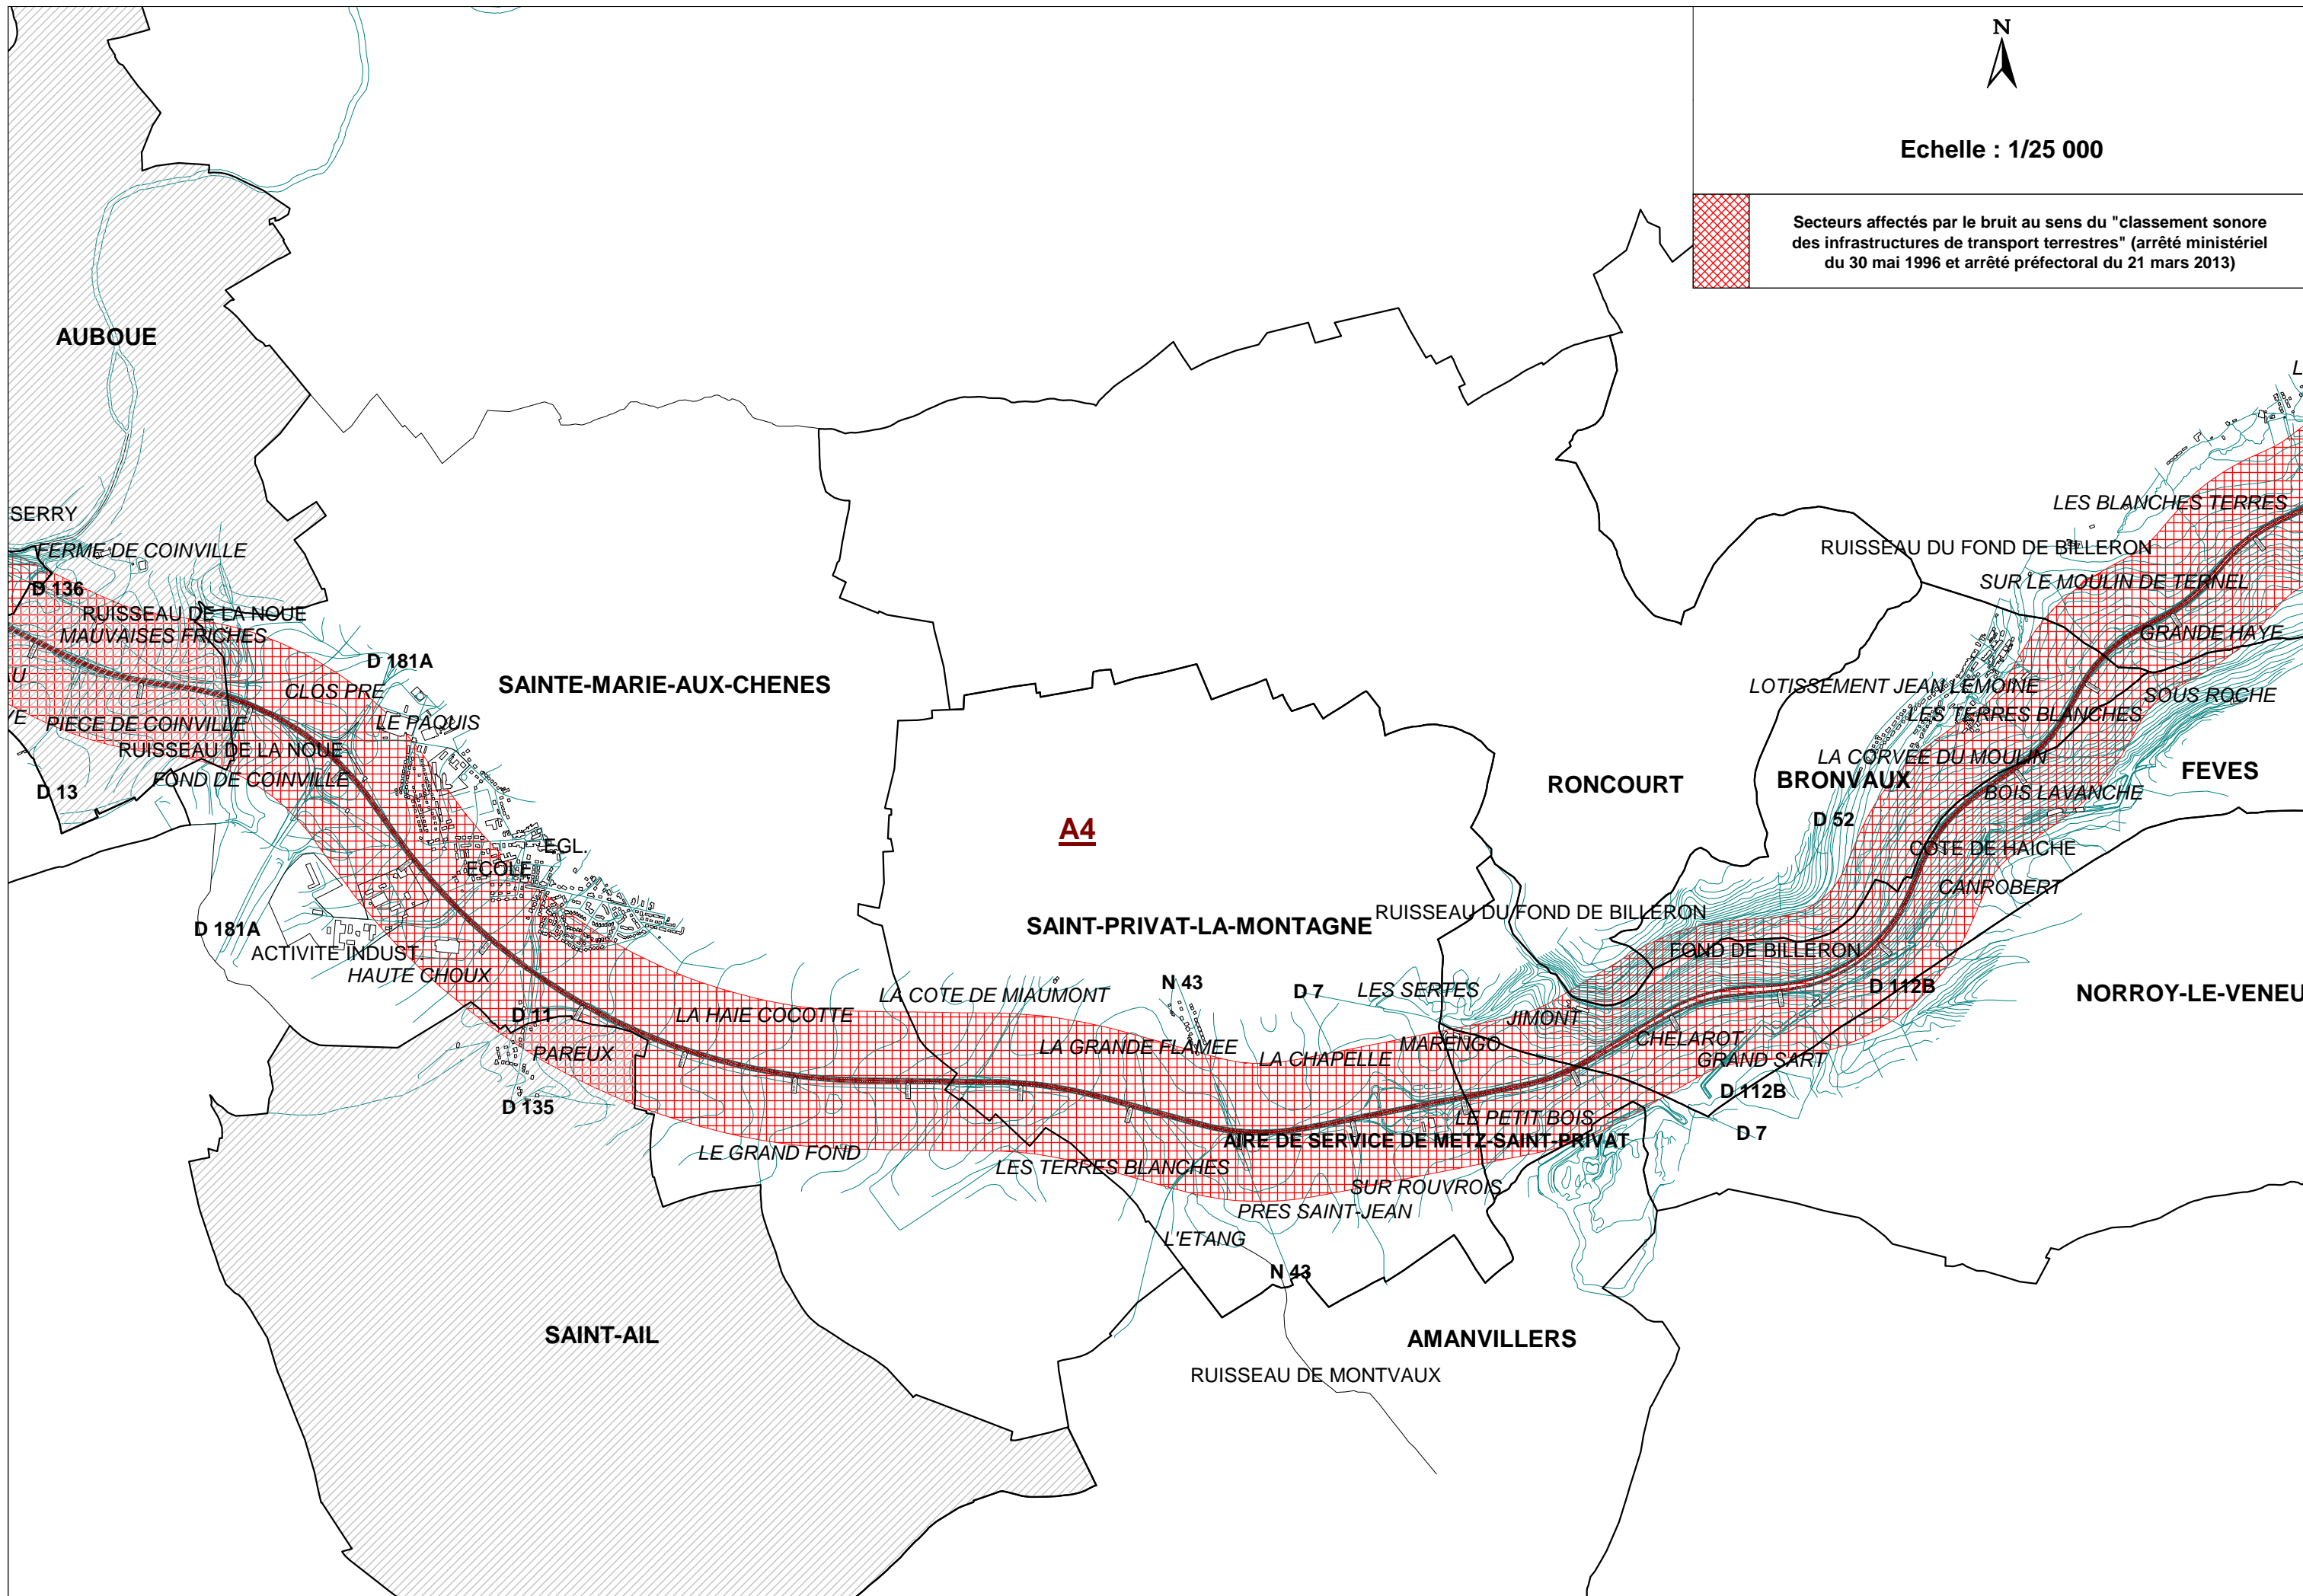 N
Echelle : 1/25 000
Secteurs affectés par le bruit au sens du "classement sonore
des infrastructures de transport terrestres" (arrêté ministériel
du 30 mai 1996 et arrêté préfectoral du 21 mars 2013)
AUBOUE
L
SERRY
LES BLANCHES TERRES
FERME DE COINVILLE
RUISSEAU DU FOND DE BILLERON
D 136
SUR LE MOULIN DE TERNEL
RUISSEAU DE LA NOUE
MAUVAISES FRICHES
GRANDE HAYE
D 181A
AU
SAINTE-MARIE-AUX-CHENES
CLOS PRE
LOTISSEMENT JEAN LEMOINE
SOUS ROCHE
YE
PIECE DE COINVILLE
LE PAQUIS
LES TERRES BLANCHES
RUISSEAU DE LA NOUE
LA CORVEE DU MOULIN
FEVES
FOND DE COINVILLE
RONCOURT
BRONVAUX
D 13
BOIS LAVANCHE
A4
D 52
EGL.
COTE DE HAICHE
ECOLE
CANROBERT
RUISSEAU DU FOND DE BILLERON
D 181A
SAINT-PRIVAT-LA-MONTAGNE
ACTIVITE INDUST.
FOND DE BILLERON
HAUTE CHOUX
N 43
D 7
LES SERTES
D 112B
LA COTE DE MIAUMONT
NORROY-LE-VENEU
D 11
LA HAIE COCOTTE
JIMONT
CHELAROT
PAREUX
LA GRANDE FLAMEE
MARENGO
LA CHAPELLE
GRAND SART
D 112B
D 135
LE PETIT BOIS
D 7
AIRE DE SERVICE DE METZ-SAINT-PRIVAT
LE GRAND FOND
LES TERRES BLANCHES
SUR ROUVROIS
PRES SAINT-JEAN
L'ETANG
N 43
SAINT-AIL
AMANVILLERS
RUISSEAU DE MONTVAUX